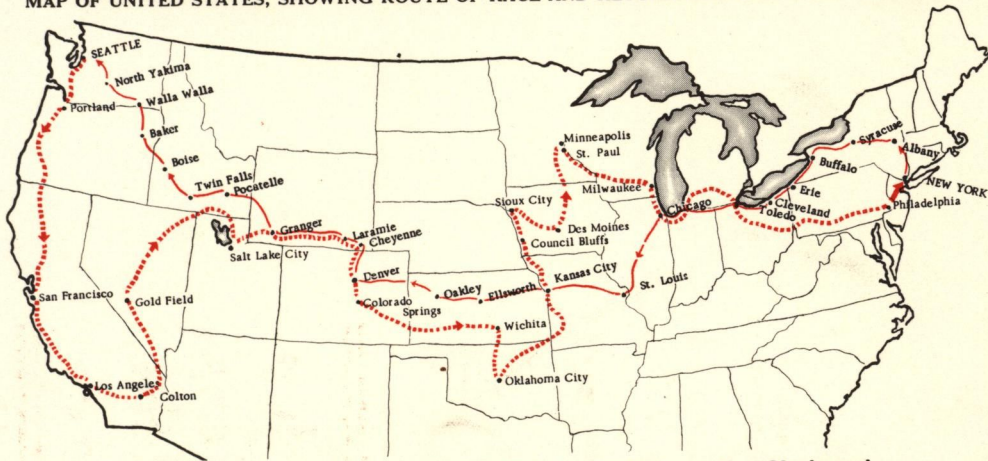 MAP OF UNITED STATES, SHOWING ROUTE OF RACE AND
SEATTLE
North Yakima
Walla Walla
Portland
Baker
Boise
Twin Falls
Pocatelle
Granger
Laramie
Cheyenne
Salt Lake City
Denver
Colorado
Springs
Oakley
Ellsworth
San Francisco
Gold Field
Los Angeles
Colton
Wichita
Oklahoma City
Kansas City
St. Louis
Minneapolis
St. Paul
Milwaukee
Sioux City
Des Moines
Council Bluffs
Chicago
Toledo
Cleveland
Erie
Buffalo
Syracuse
Albany
NEW YORK
Philadelphia